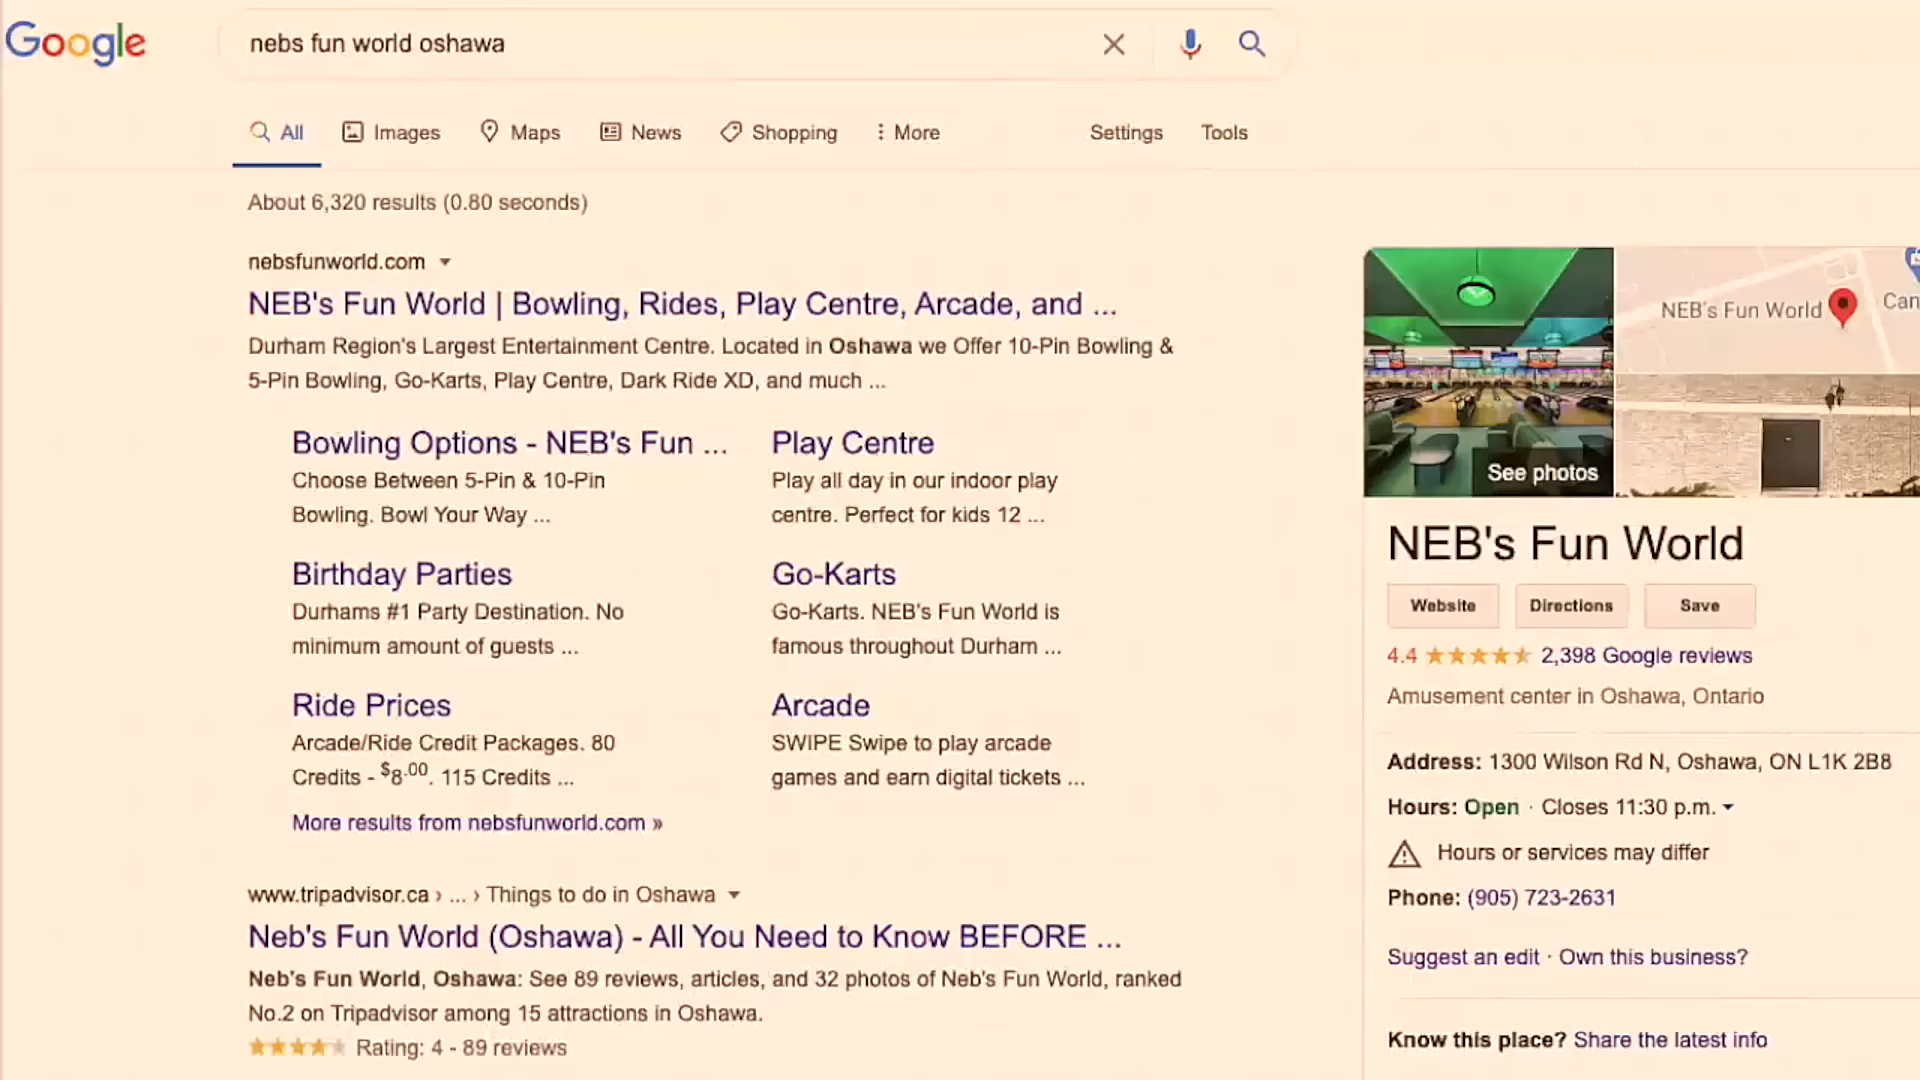 Google
nebs fun world oshawa
All
Images
Maps
News
Shopping
More
Settings
Tools
About 6,320 results (0.80 seconds)
nebsfunworld.com
NEB's Fun World | Bowling, Rides, Play Centre, Arcade, and ...
Durham Region's Largest Entertainment Centre. Located in Oshawa we Offer 10-Pin Bowling &
5-Pin Bowling, Go-Karts, Play Centre, Dark Ride XD, and much ...
Bowling Options - NEB's Fun ...
Choose Between 5-Pin & 10-Pin
Bowling. Bowl Your Way ...
Play Centre
Play all day in our indoor play
centre. Perfect for kids 12 ...
Birthday Parties
Durhams #1 Party Destination. No
minimum amount of guests ...
Go-Karts
Go-Karts. NEB's Fun World is
famous throughout Durham ...
Ride Prices
Arcade/Ride Credit Packages. 80
Credits - $8.00. 115 Credits ...
Arcade
SWIPE Swipe to play arcade
games and earn digital tickets ...
More results from nebsfunworld.com »
www.tripadvisor.ca › ... › Things to do in Oshawa
Neb's Fun World (Oshawa) - All You Need to Know BEFORE ...
Neb's Fun World, Oshawa: See 89 reviews, articles, and 32 photos of Neb's Fun World, ranked
No.2 on Tripadvisor among 15 attractions in Oshawa.
Rating: 4 - 89 reviews
See photos
NEB's Fun World
Can
NEB's Fun World
Website
Directions
Save
4.4 2,398 Google reviews
Amusement center in Oshawa, Ontario
Address: 1300 Wilson Rd N, Oshawa, ON L1K 2B8
Hours: Open · Closes 11:30 p.m.
Hours or services may differ
Phone: (905) 723-2631
Suggest an edit · Own this business?
Know this place? Share the latest info